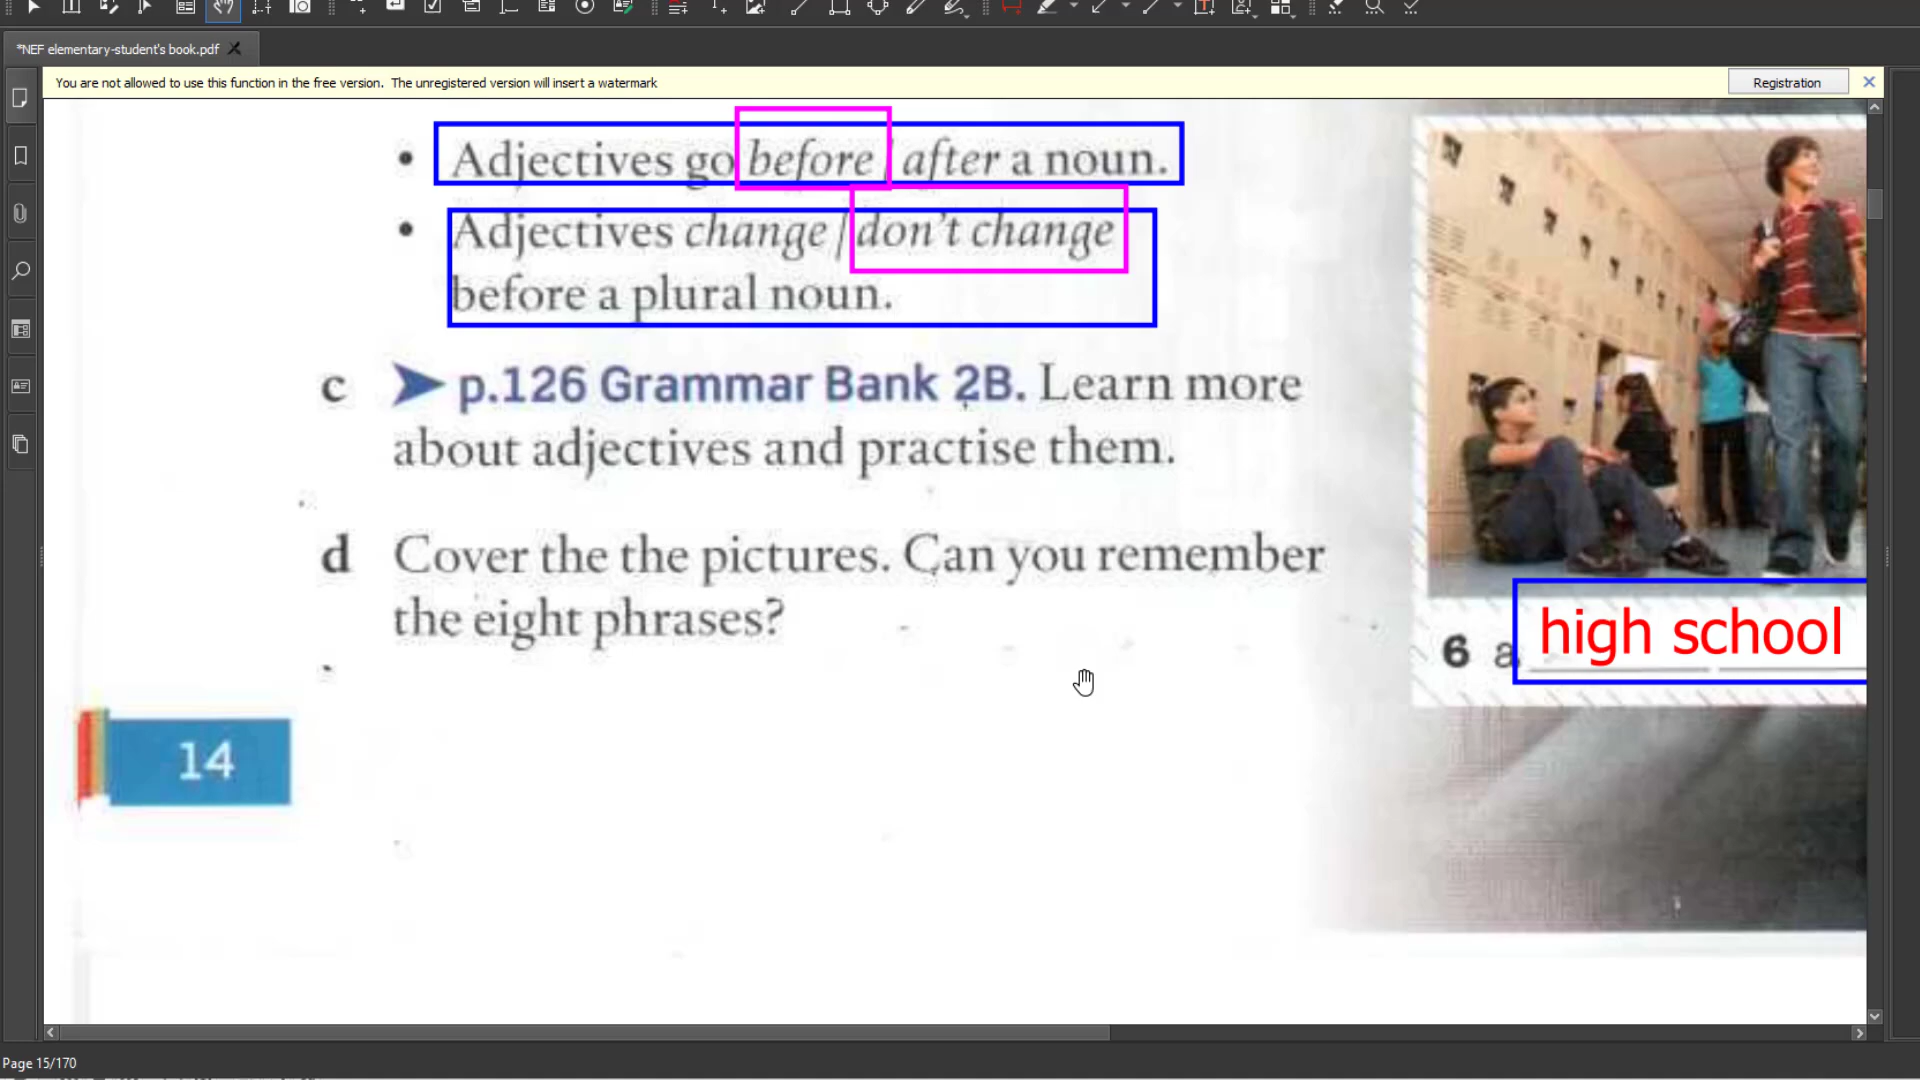 *NEF elementary-student's book.pdf
You are not allowed to use this function in the free version. The unregistered version will insert a watermark
Registration
• Adjectives go before / after a noun.
• Adjectives change / don't change
before a plural noun.
c ➤ p.126 Grammar Bank 2B. Learn more
about adjectives and practise them.
d Cover the the pictures. Can you remember
the eight phrases?
6 a high school
14
Page 15/170